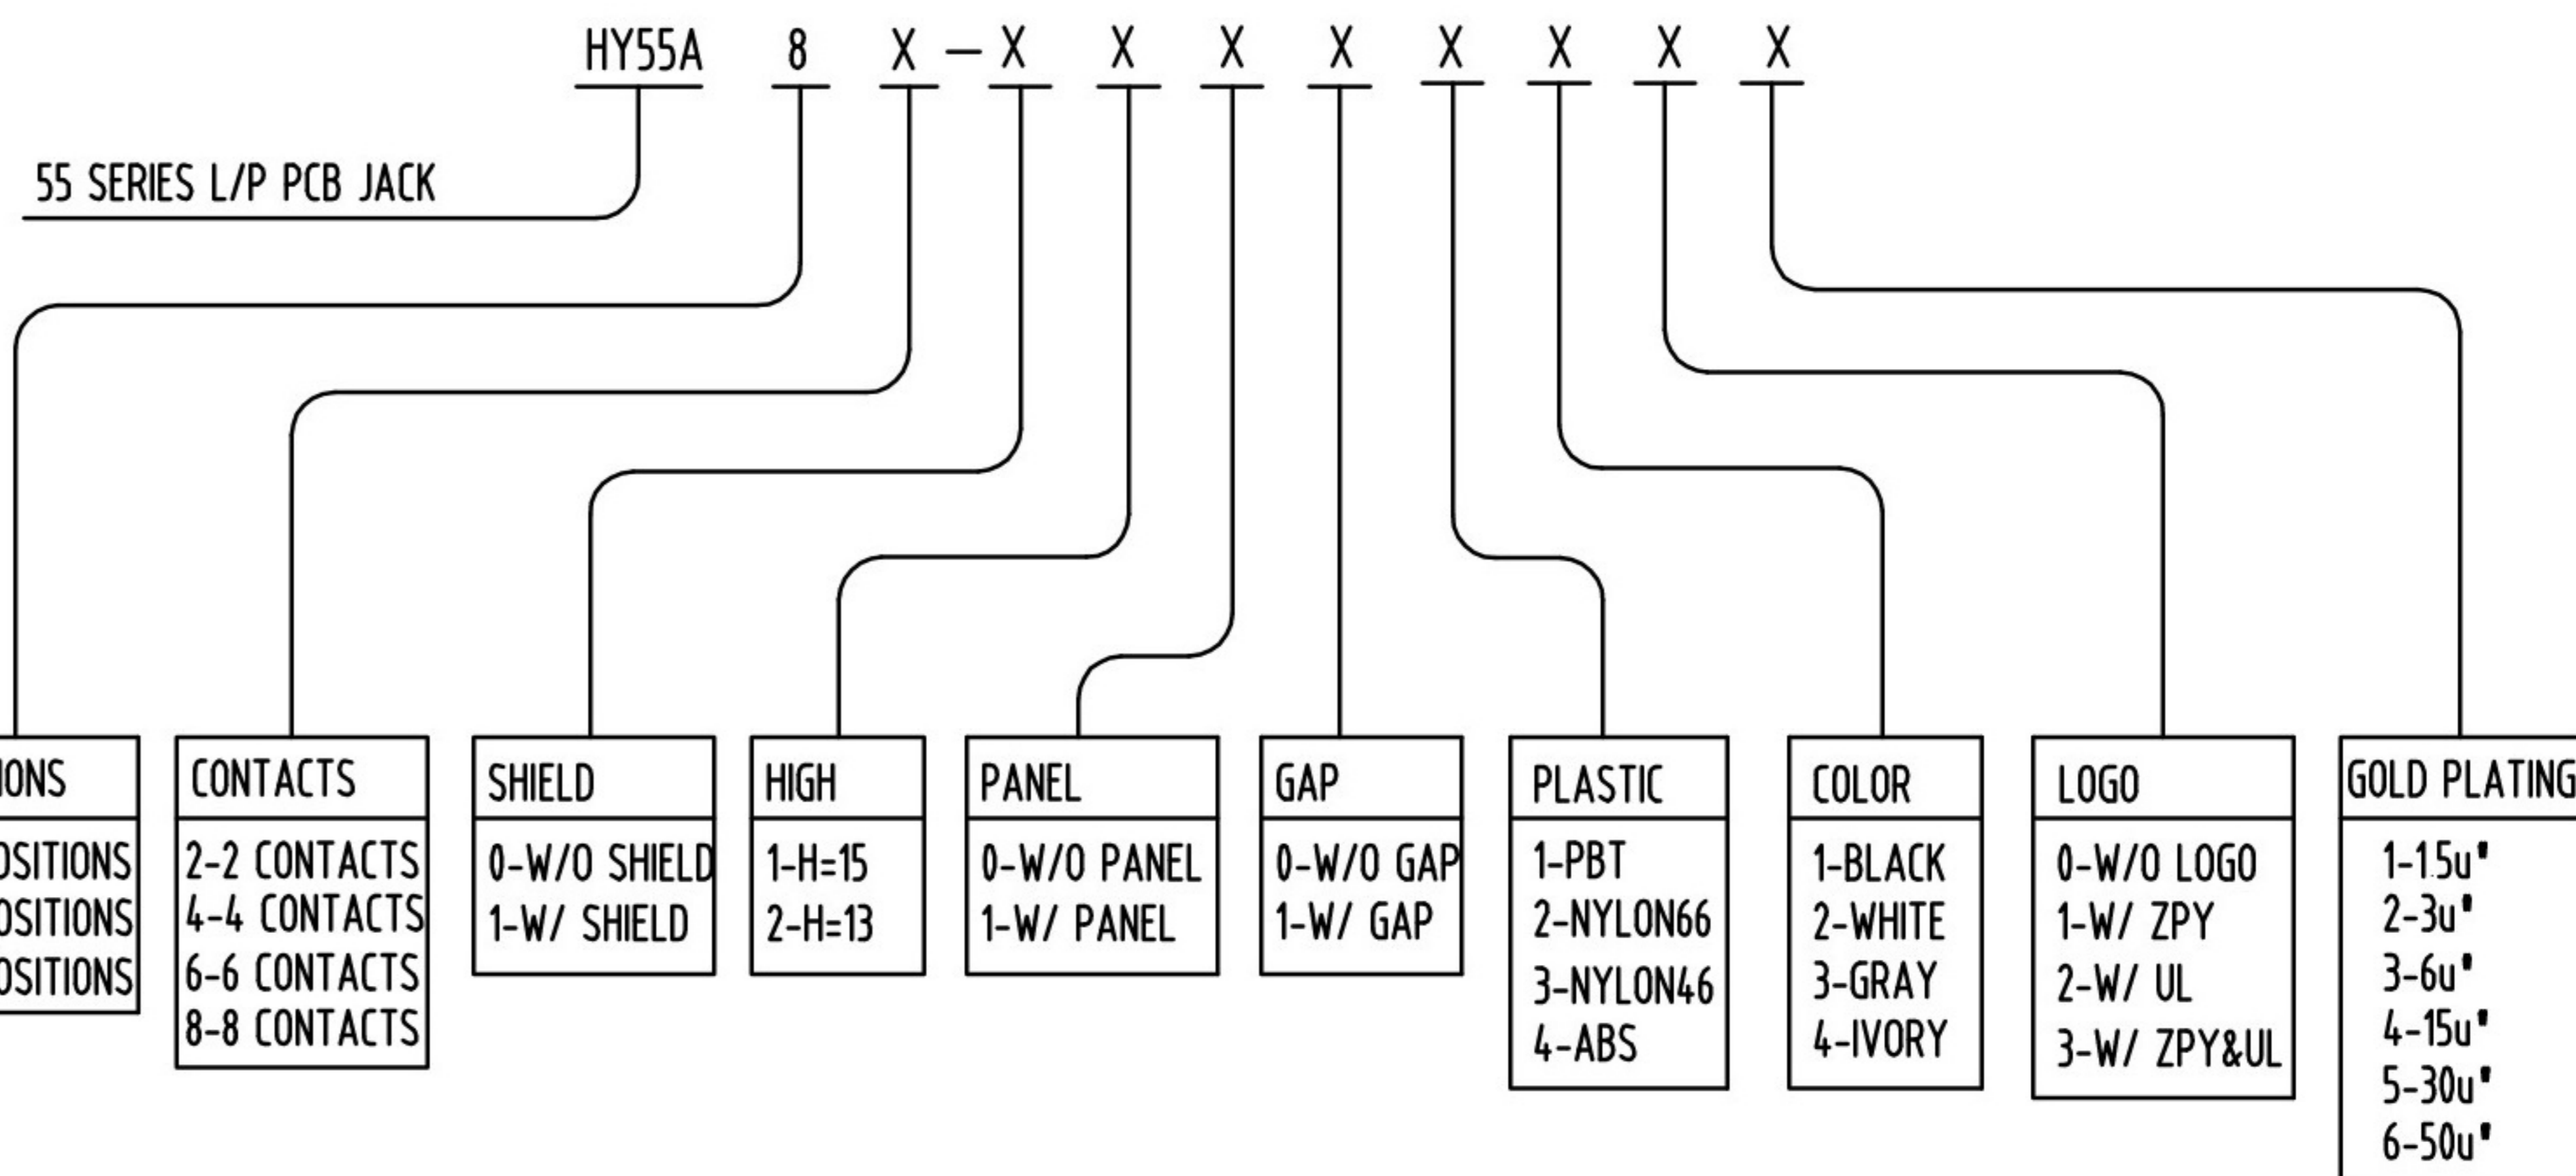 HY55A 8 X – X X X X X X X X
55 SERIES L/P PCB JACK
IONS
OSITIONS
OSITIONS
OSITIONS
CONTACTS
2-2 CONTACTS
4-4 CONTACTS
6-6 CONTACTS
8-8 CONTACTS
SHIELD
0-W/O SHIELD
1-W/ SHIELD
HIGH
1-H=15
2-H=13
PANEL
0-W/O PANEL
1-W/ PANEL
GAP
0-W/O GAP
1-W/ GAP
PLASTIC
1-PBT
2-NYLON66
3-NYLON46
4-ABS
COLOR
1-BLACK
2-WHITE
3-GRAY
4-IVORY
LOGO
0-W/O LOGO
1-W/ ZPY
2-W/ UL
3-W/ ZPY&UL
GOLD PLATING
1-1.5u"
2-3u"
3-6u"
4-15u"
5-30u"
6-50u"